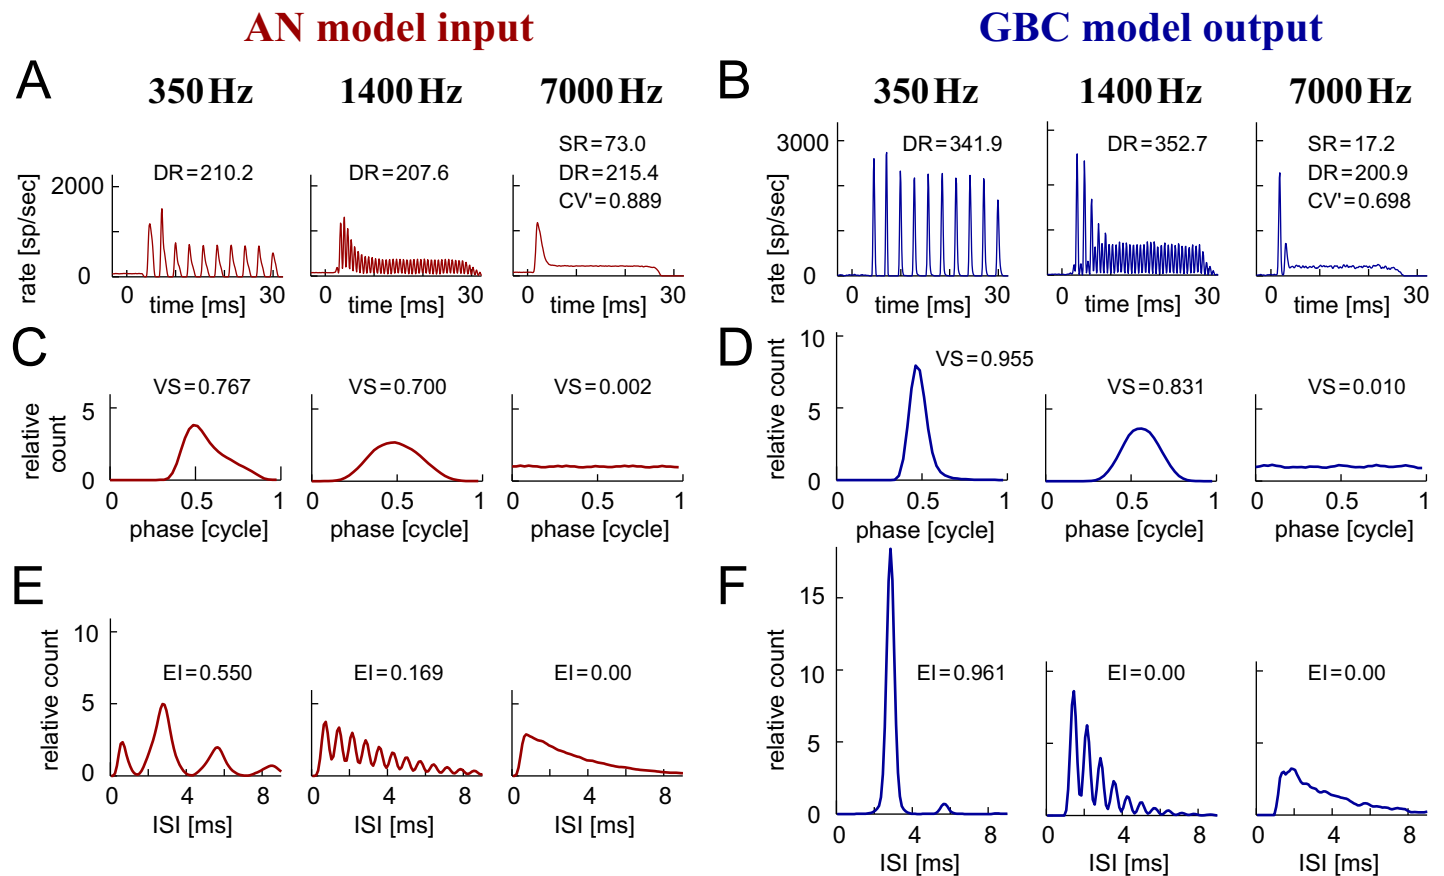 AN model input
GBC model output
A
350 Hz
1400 Hz
7000 Hz
DR=210.2
DR=207.6
SR=73.0
DR=215.4
CV'=0.889
rate [sp/sec]
2000
0
0
30
0
30
0
30
time [ms]
time [ms]
time [ms]
B
350 Hz
1400 Hz
7000 Hz
DR=341.9
DR=352.7
SR=17.2
DR=200.9
CV'=0.698
rate [sp/sec]
3000
0
0
30
0
30
0
30
time [ms]
time [ms]
time [ms]
C
VS=0.767
VS=0.700
VS=0.002
relative
count
5
0
0
0.5
1
0
0.5
1
0
0.5
1
phase [cycle]
phase [cycle]
phase [cycle]
D
VS=0.955
VS=0.831
VS=0.010
relative count
10
5
0
0
0.5
1
0
0.5
1
0
0.5
1
phase [cycle]
phase [cycle]
phase [cycle]
E
EI=0.550
EI=0.169
EI=0.00
relative count
10
5
0
0
4
8
0
4
8
0
4
8
ISI [ms]
ISI [ms]
ISI [ms]
F
EI=0.961
EI=0.00
EI=0.00
relative count
15
10
5
0
0
4
8
0
4
8
0
4
8
ISI [ms]
ISI [ms]
ISI [ms]